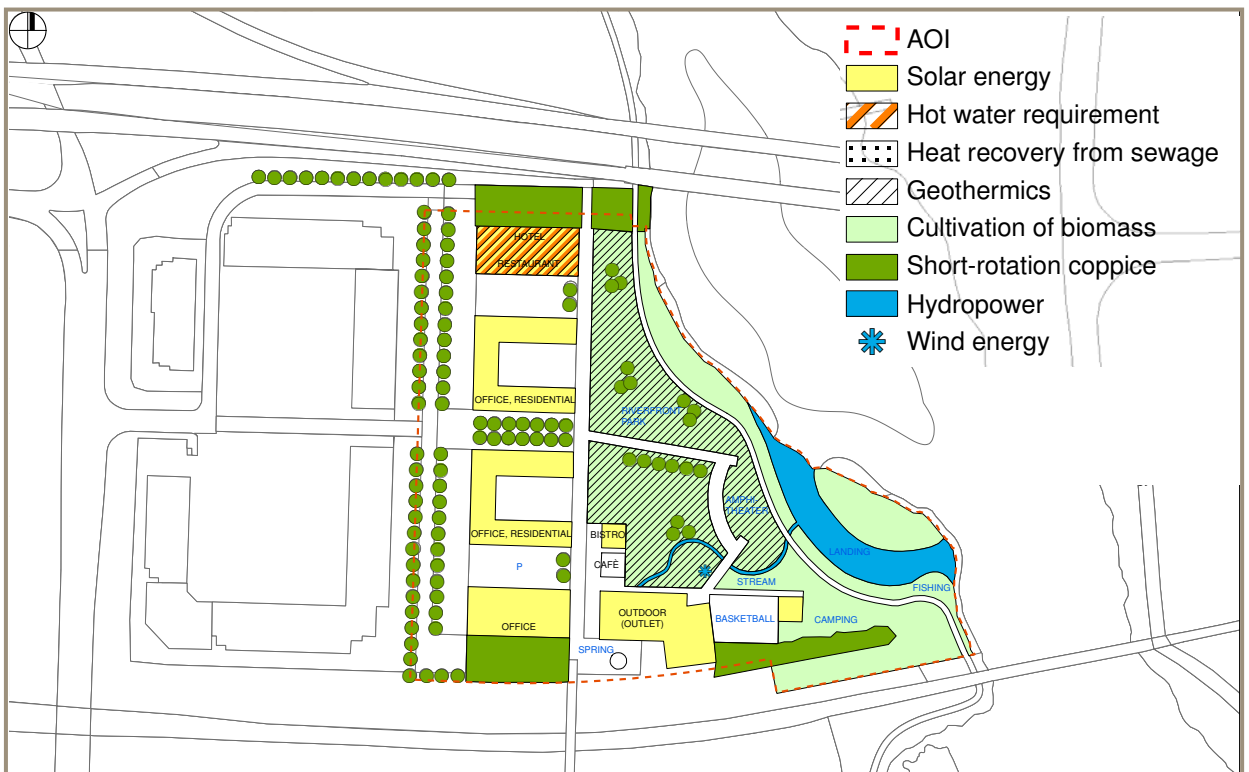 AOI
Solar energy
Hot water requirement
Heat recovery from sewage
Geothermics
Cultivation of biomass
Short-rotation coppice
Hydropower
Wind energy
HOTEL
RESTAURANT
OFFICE, RESIDENTIAL
RIVERFRONT
PARK
AMPHI-
THEATER
OFFICE, RESIDENTIAL
BISTRO
LANDING
P
CAFÈ
STREAM
FISHING
OUTDOOR
(OUTLET)
OFFICE
BASKETBALL
CAMPING
SPRING